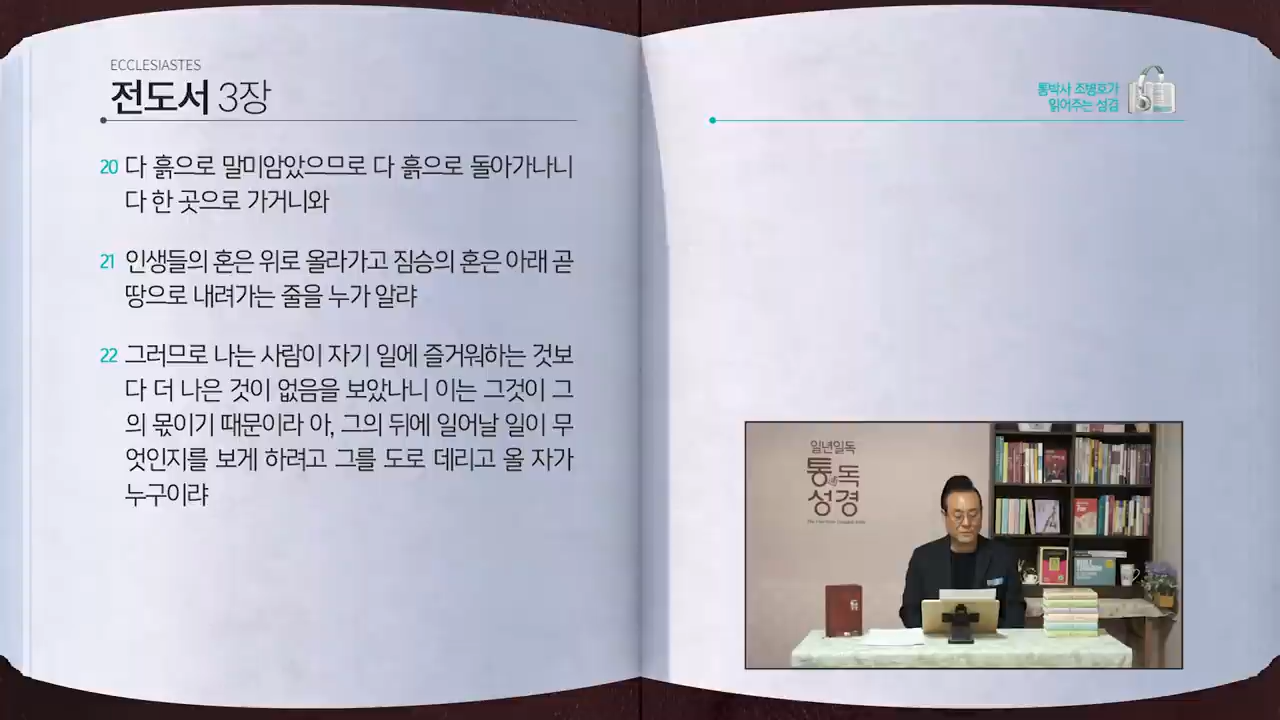 ECCLESIASTES
전도서 3장
20 다 흙으로 말미암았으므로 다 흙으로 돌아가나니
다 한 곳으로 가거니와
21 인생들의 혼은 위로 올라가고 짐승의 혼은 아래 곧
땅으로 내려가는 줄을 누가 알랴
22 그러므로 나는 사람이 자기 일에 즐거워하는 것보
다 더 나은 것이 없음을 보았나니 이는 그것이 그
의 몫이기 때문이라 아, 그의 뒤에 일어날 일이 무
엇인지를 보게 하려고 그를 도로 데리고 올 자가
누구이랴
통박사 조병호가
읽어주는 성경
일년일독
통독
성경